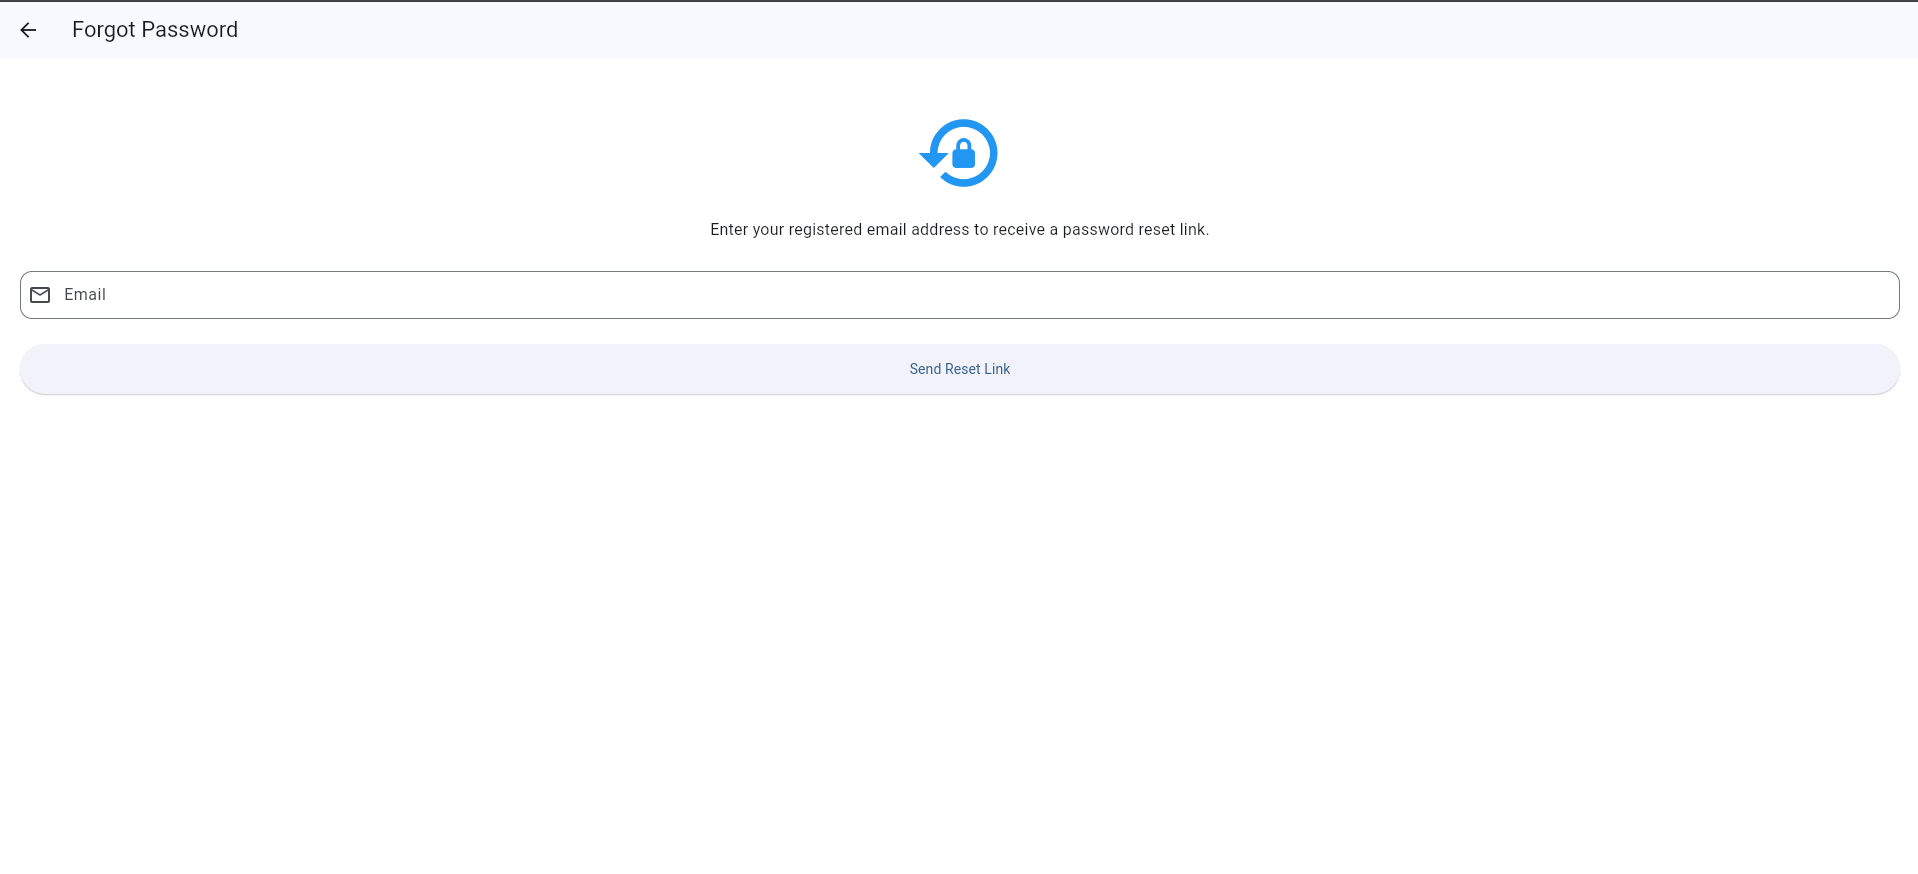 Forgot Password
Enter your registered email address to receive a password reset link.
Email
Send Reset Link